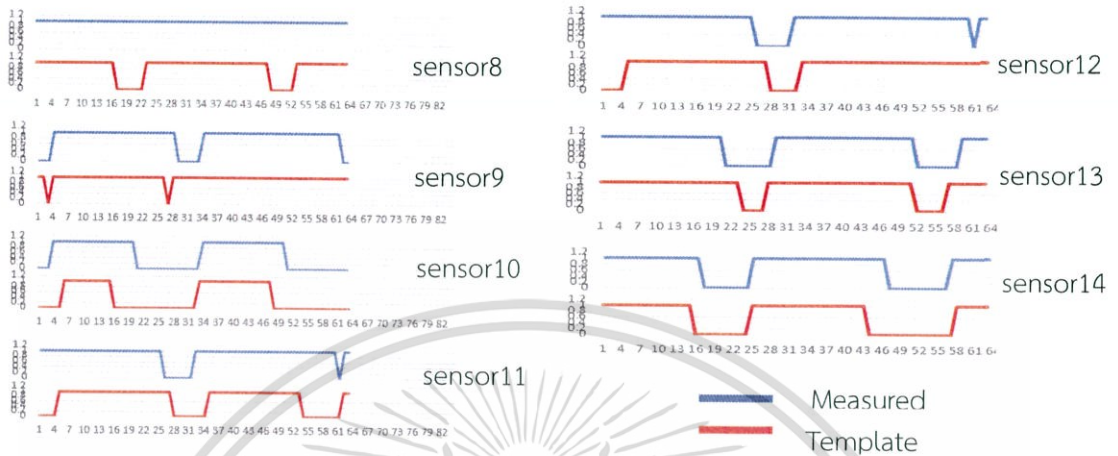 sensor8
1 4 7 10 13 16 19 22 25 28 31 34 37 40 43 46 49 52 55 58 61 64 67 70 73 76 79 82
sensor9
1 4 7 10 13 16 19 22 25 28 31 34 37 40 43 46 49 52 55 58 61 64 67 70 73 76 79 82
sensor10
1 4 7 10 13 16 19 22 25 28 31 34 37 40 43 46 49 52 55 58 61 64 67 70 73 76 79 82
sensor11
1 4 7 10 13 16 19 22 25 28 31 34 37 40 43 46 49 52 55 58 61 64 67 70 73 76 79 82
sensor12
1 4 7 10 13 16 19 22 25 28 31 34 37 40 43 46 49 52 55 58 61 64
sensor13
1 4 7 10 13 16 19 22 25 28 31 34 37 40 43 46 49 52 55 58 61 64
sensor14
1 4 7 10 13 16 19 22 25 28 31 34 37 40 43 46 49 52 55 58 61 64
Measured
Template